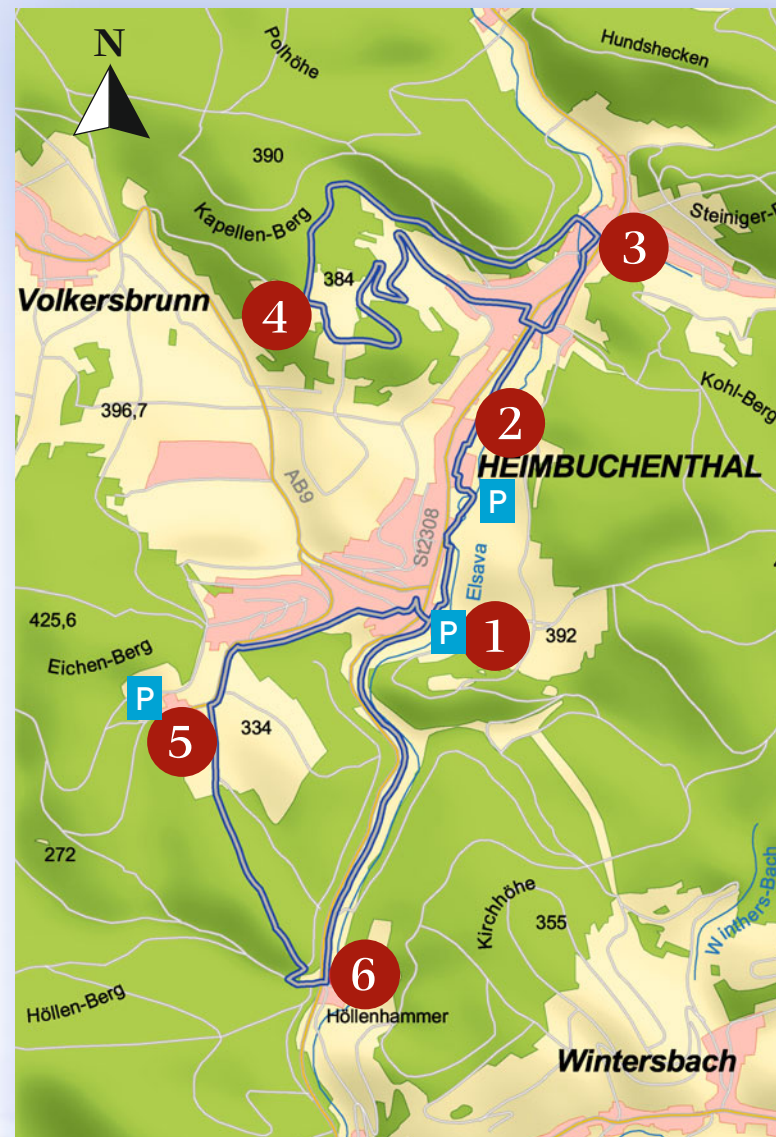 N
Polhöhe
Hundshecken
390
Kapellen-Berg
Steiniger-
3
384
4
Volkersbrunn
Kohl-Berg
396,7
2
HEIMBUCHENTHAL
AB9
P
St2308
Elsava
425,6
P
1
392
Eichen-Berg
P
5
334
272
Kirchhöhe
355
Winthers-Bach
6
Höllen-Berg
Höllenhammer
Wintersbach